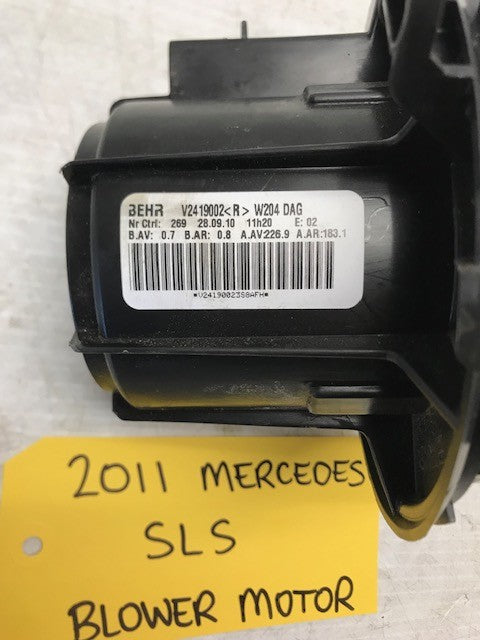 BEHR V2419002<R> W204 DAG
Nr Ctrl: 269 28.09.10 11h20 E: 02
B.AV: 0.7 B.AR: 0.8 A.AV:226.9 A.AR:183.1
*V24190023S8AFH*
2011 MERCEDES
SLS
BLOWER MOTOR